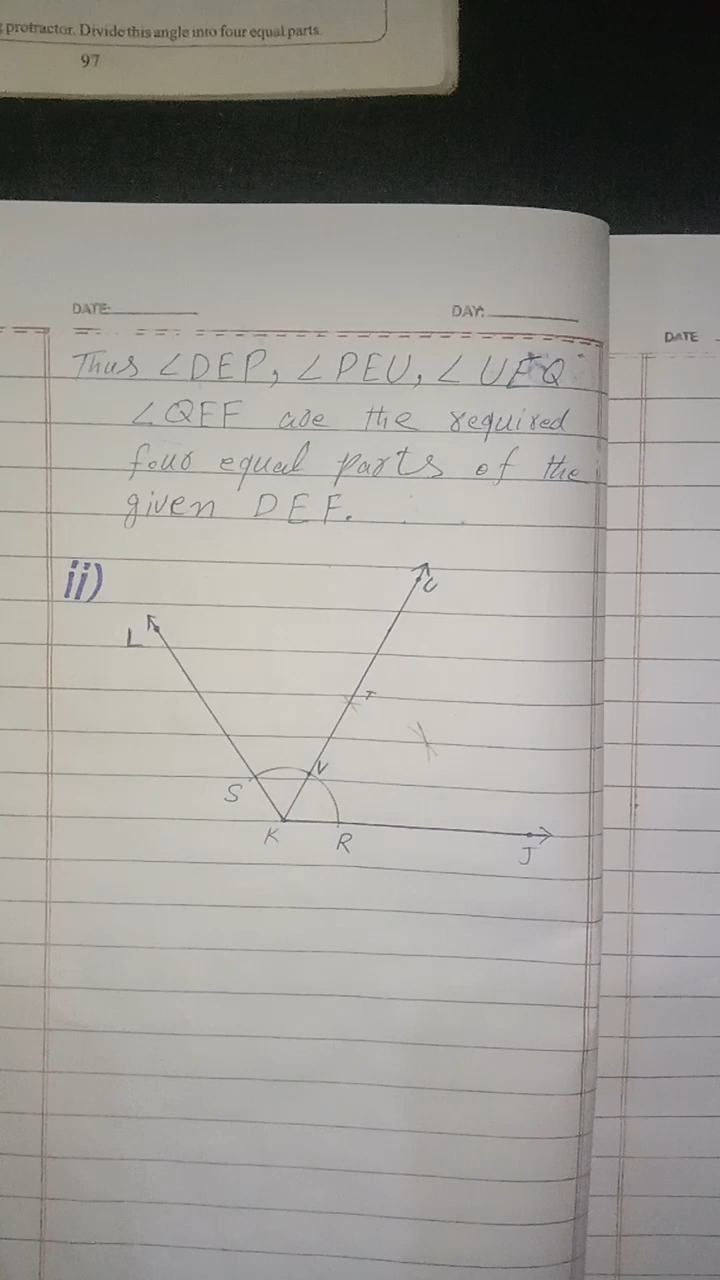 protractor. Divide this angle into four equal parts.
97
DATE: DAY:
DATE
Thus ∠DEP, ∠PEU, ∠UEQ
∠QEF are the required
four equal parts of the
given DEF.
ii)
L
T
V
S
K R J